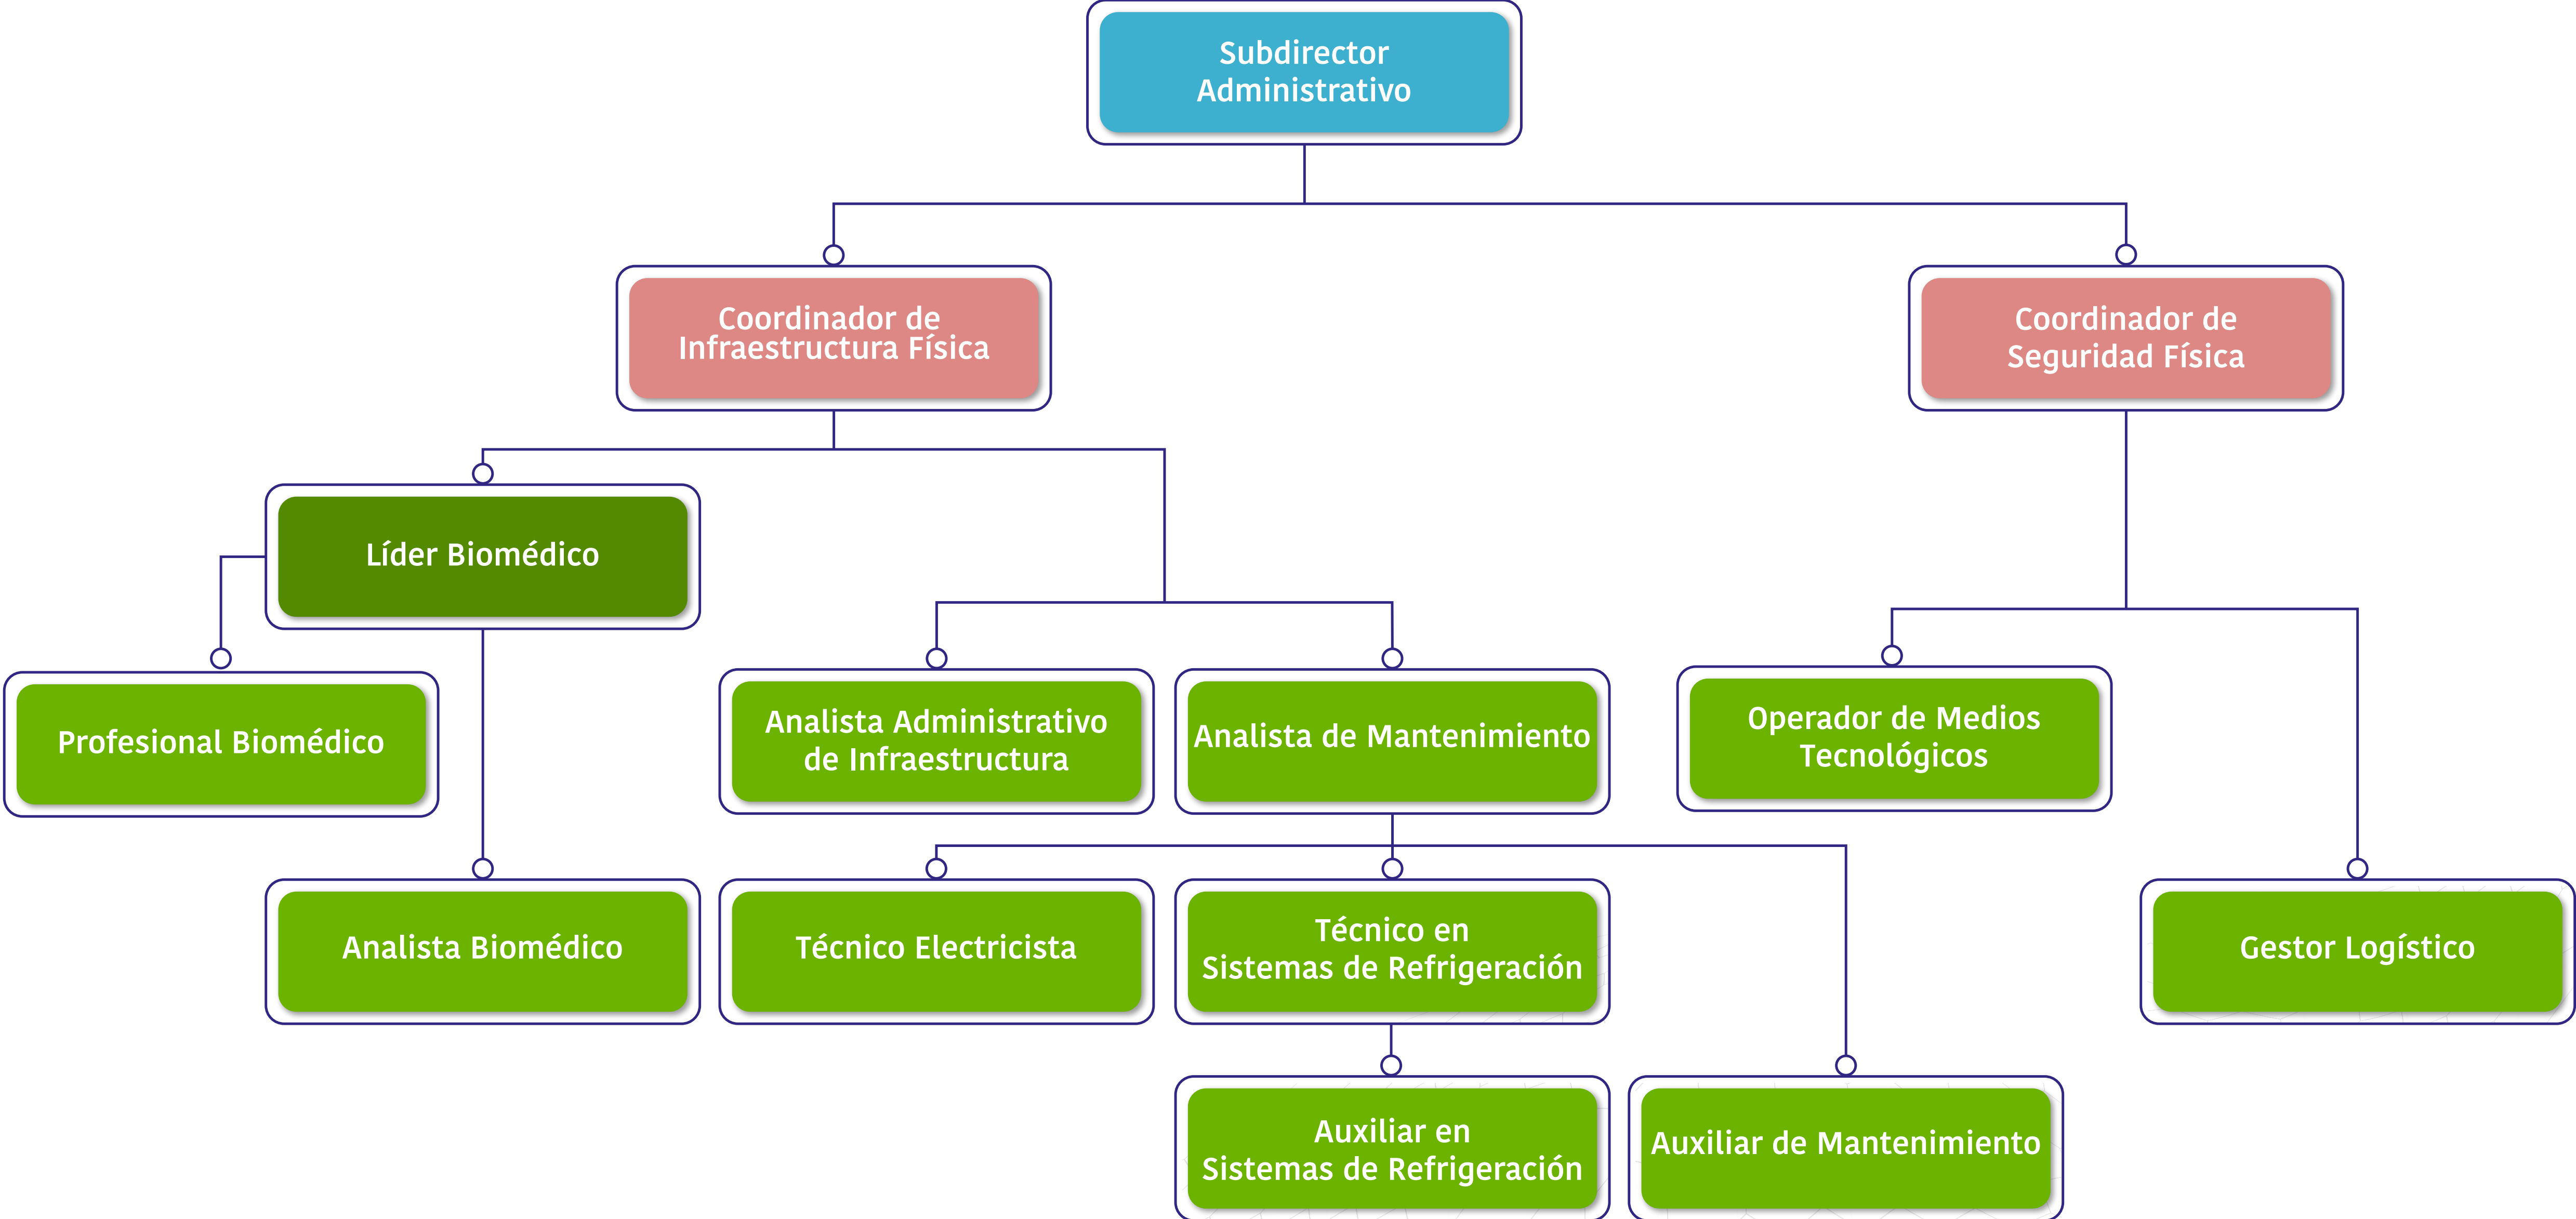 Subdirector
Administrativo
Coordinador de
Infraestructura Física
Coordinador de
Seguridad Física
Líder Biomédico
Profesional Biomédico
Analista Administrativo
de Infraestructura
Analista de Mantenimiento
Operador de Medios
Tecnológicos
Analista Biomédico
Técnico Electricista
Técnico en
Sistemas de Refrigeración
Gestor Logístico
Auxiliar en
Sistemas de Refrigeración
Auxiliar de Mantenimiento